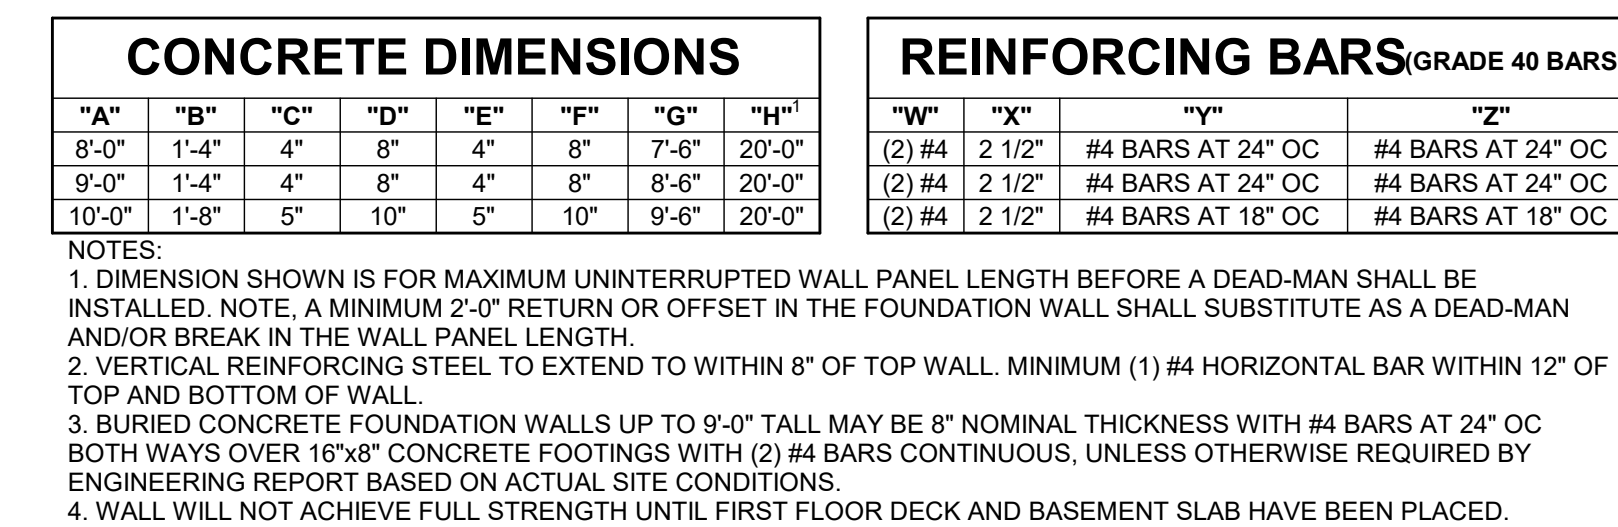 CONCRETE DIMENSIONS
"A" "B" "C" "D" "E" "F" "G" "H"1
8'-0" 1'-4" 4" 8" 4" 8" 7'-6" 20'-0"
9'-0" 1'-4" 4" 8" 4" 8" 8'-6" 20'-0"
10'-0" 1'-8" 5" 10" 5" 10" 9'-6" 20'-0"
REINFORCING BARS(GRADE 40 BARS
"W" "X" "Y" "Z"
(2) #4 2 1/2" #4 BARS AT 24" OC #4 BARS AT 24" OC
(2) #4 2 1/2" #4 BARS AT 24" OC #4 BARS AT 24" OC
(2) #4 2 1/2" #4 BARS AT 18" OC #4 BARS AT 18" OC
NOTES:
1. DIMENSION SHOWN IS FOR MAXIMUM UNINTERRUPTED WALL PANEL LENGTH BEFORE A DEAD-MAN SHALL BE
INSTALLED. NOTE, A MINIMUM 2'-0" RETURN OR OFFSET IN THE FOUNDATION WALL SHALL SUBSTITUTE AS A DEAD-MAN
AND/OR BREAK IN THE WALL PANEL LENGTH.
2. VERTICAL REINFORCING STEEL TO EXTEND TO WITHIN 8" OF TOP WALL. MINIMUM (1) #4 HORIZONTAL BAR WITHIN 12" OF
TOP AND BOTTOM OF WALL.
3. BURIED CONCRETE FOUNDATION WALLS UP TO 9'-0" TALL MAY BE 8" NOMINAL THICKNESS WITH #4 BARS AT 24" OC
BOTH WAYS OVER 16"x8" CONCRETE FOOTINGS WITH (2) #4 BARS CONTINUOUS, UNLESS OTHERWISE REQUIRED BY
ENGINEERING REPORT BASED ON ACTUAL SITE CONDITIONS.
4. WALL WILL NOT ACHIEVE FULL STRENGTH UNTIL FIRST FLOOR DECK AND BASEMENT SLAB HAVE BEEN PLACED.